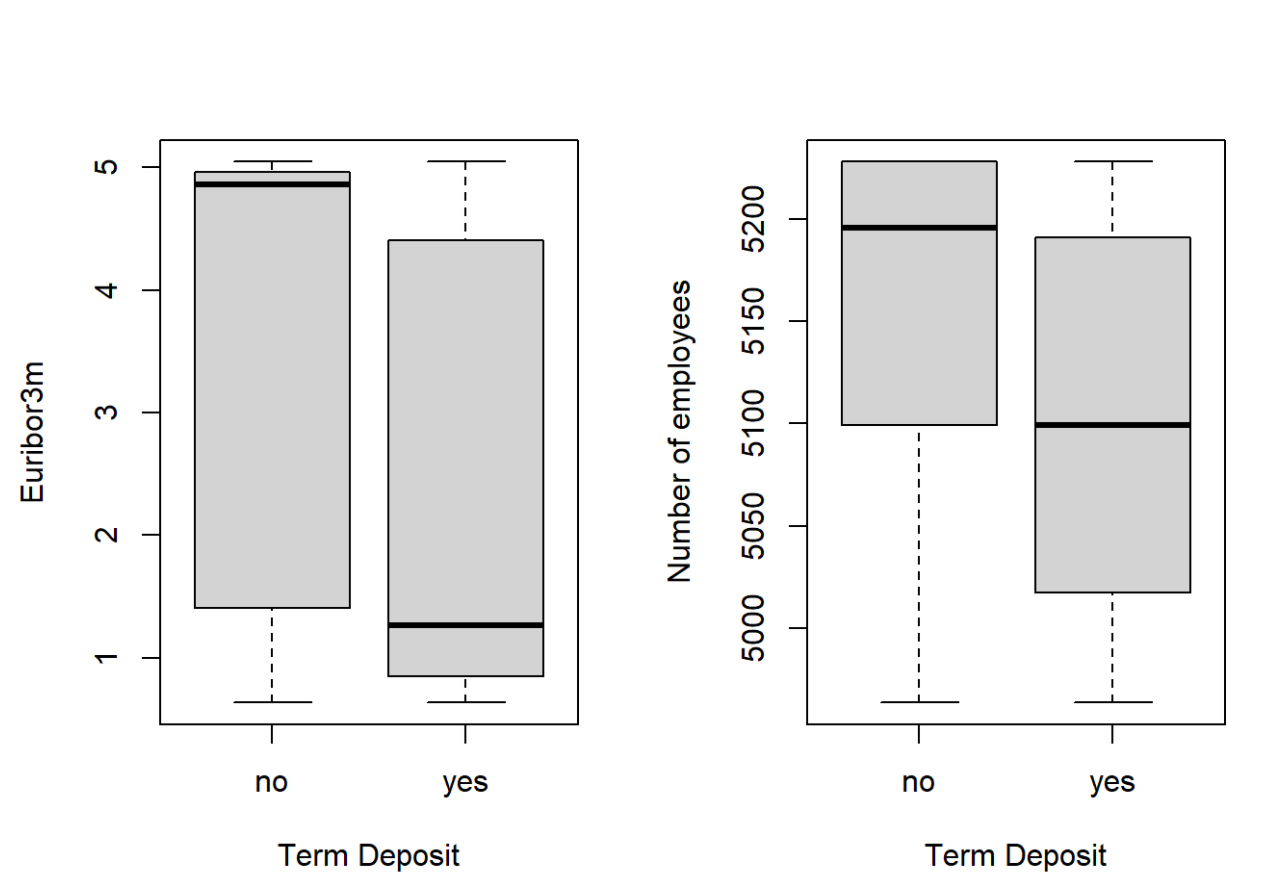 Euribor3m
5
4
3
2
1
no yes
Term Deposit
Number of employees
5200
5150
5100
5050
5000
no yes
Term Deposit